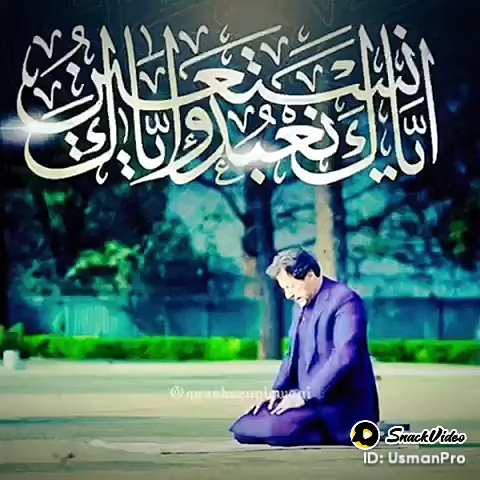 إِيَّاكَ نَعْبُدُ وَإِيَّاكَ نَسْتَعِينُ
SnackVideo
ID: UsmanPro